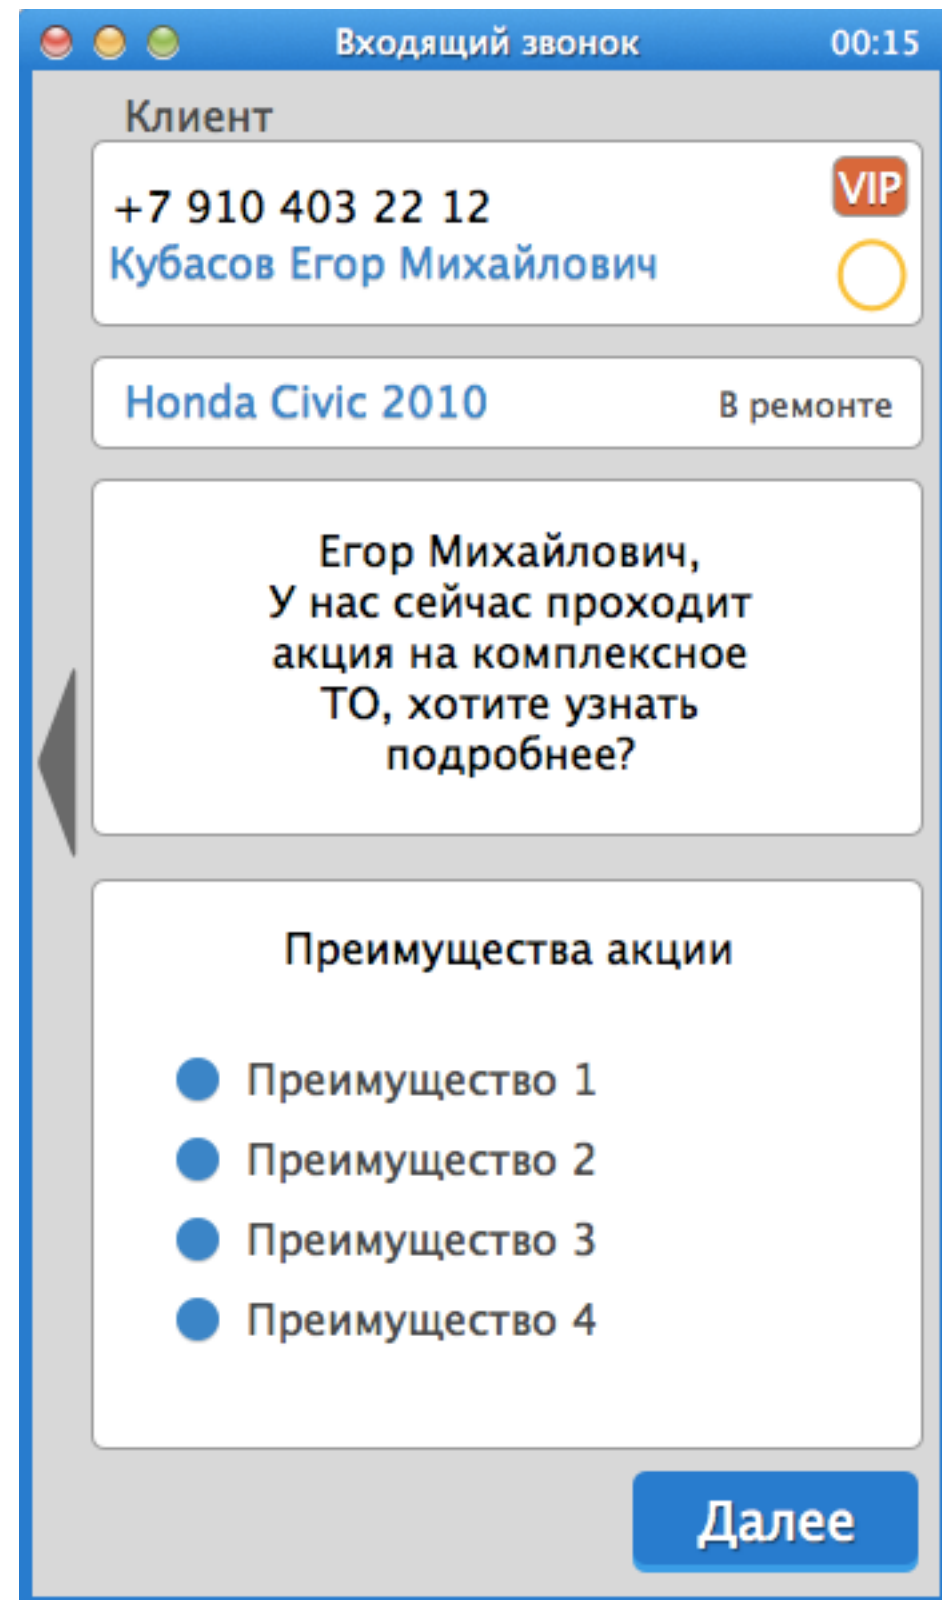 Входящий звонок 00:15
Клиент
+7 910 403 22 12 VIP
Кубасов Егор Михайлович
Honda Civic 2010 В ремонте
Егор Михайлович,
У нас сейчас проходит
акция на комплексное
ТО, хотите узнать
подробнее?
Преимущества акции
Преимущество 1
Преимущество 2
Преимущество 3
Преимущество 4
Далее